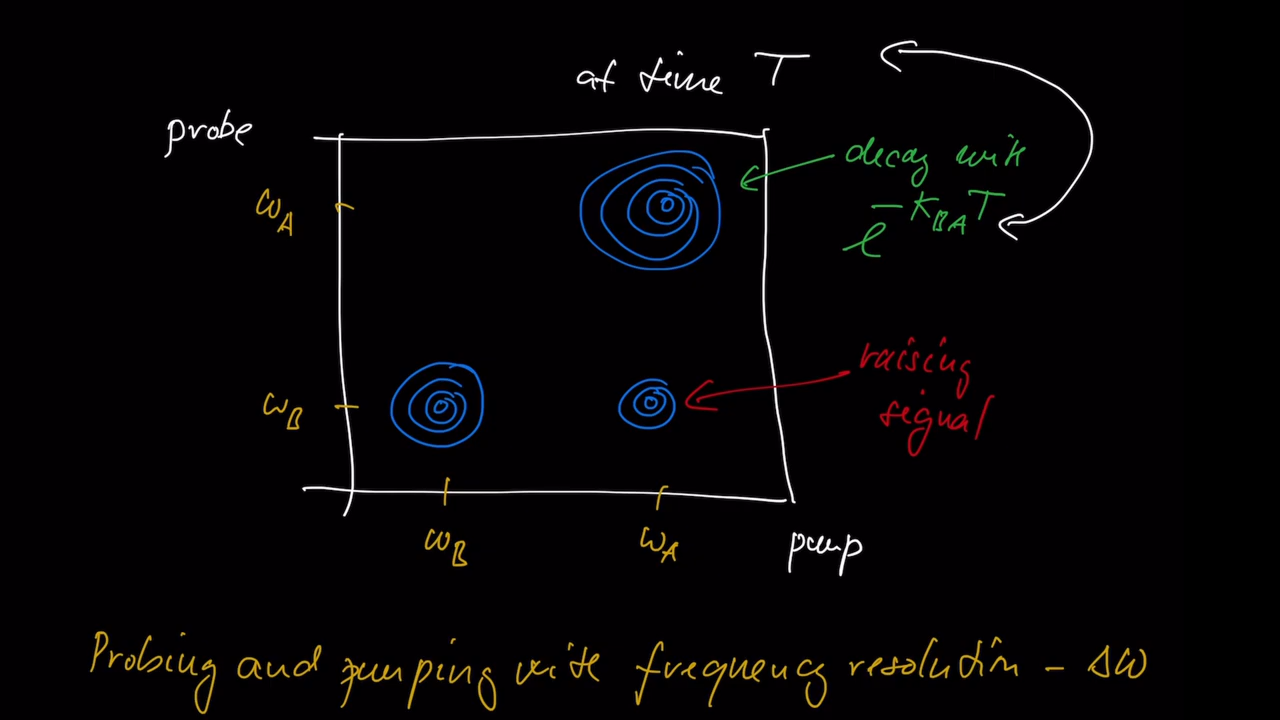 at time T
probe
decay with
e^{-K_{BA}T}
ω_A
raising
signal
ω_B
ω_B
ω_A
pump
Probing and pumping with frequency resolution - Δω